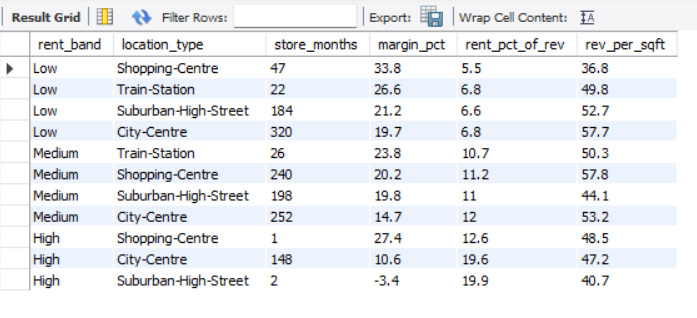 Result Grid Filter Rows: Export: Wrap Cell Content: IA
rent_band location_type store_months margin_pct rent_pct_of_rev rev_per_sqft
Low Shopping-Centre 47 33.8 5.5 36.8
Low Train-Station 22 26.6 6.8 49.8
Low Suburban-High-Street 184 21.2 6.6 52.7
Low City-Centre 320 19.7 6.8 57.7
Medium Train-Station 26 23.8 10.7 50.3
Medium Shopping-Centre 240 20.2 11.2 57.8
Medium Suburban-High-Street 198 19.8 11 44.1
Medium City-Centre 252 14.7 12 53.2
High Shopping-Centre 1 27.4 12.6 48.5
High City-Centre 148 10.6 19.6 47.2
High Suburban-High-Street 2 -3.4 19.9 40.7